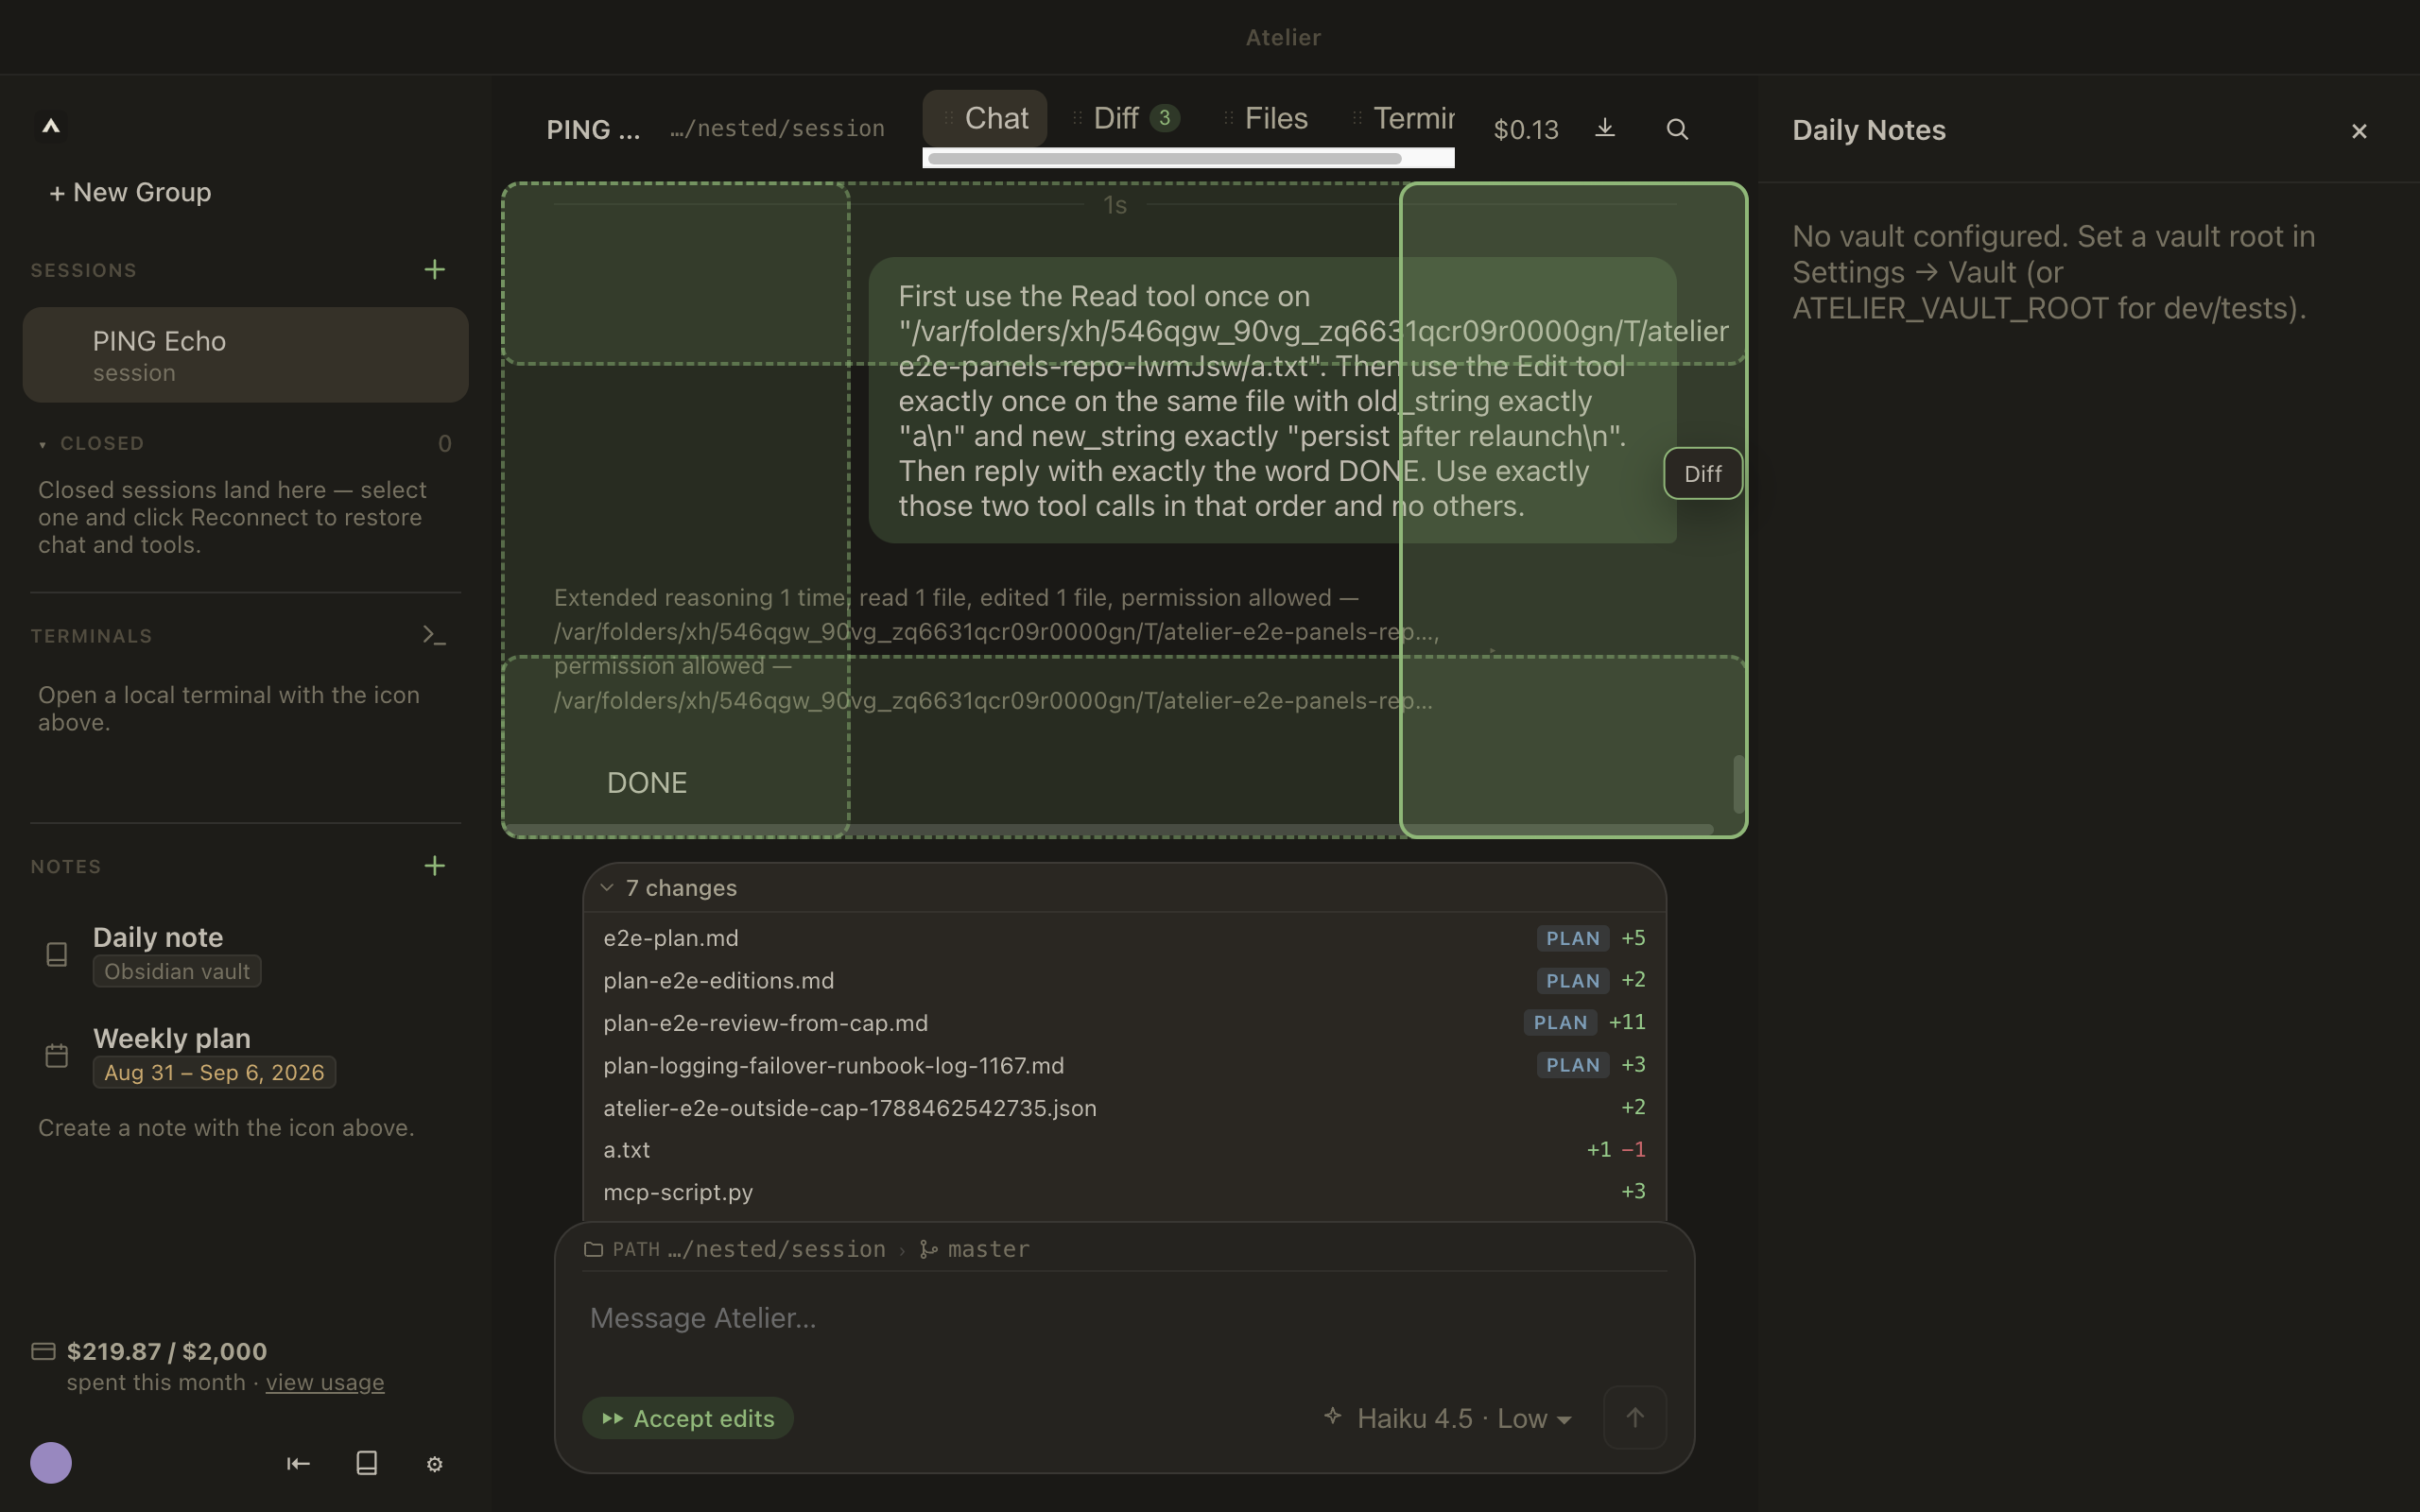 Atelier
+ New Group
SESSIONS
PING Echo
session
CLOSED 0
Closed sessions land here — select
one and click Reconnect to restore
chat and tools.
TERMINALS
Open a local terminal with the icon
above.
NOTES
Daily note
Obsidian vault
Weekly plan
Aug 31 – Sep 6, 2026
Create a note with the icon above.
$219.87 / $2,000
spent this month · view usage
PING ... …/nested/session
Chat Diff 3 Files Termin
$0.13
1s
First use the Read tool once on
"/var/folders/xh/546qgw_90vg_zq6631qcr09r0000gn/T/atelier
e2e-panels-repo-IwmJsw/a.txt". Then use the Edit tool
exactly once on the same file with old_string exactly
"a\n" and new_string exactly "persist after relaunch\n".
Then reply with exactly the word DONE. Use exactly
those two tool calls in that order and no others.
Diff
Extended reasoning 1 time, read 1 file, edited 1 file, permission allowed —
/var/folders/xh/546qgw_90vg_zq6631qcr09r0000gn/T/atelier-e2e-panels-rep...,
permission allowed —
/var/folders/xh/546qgw_90vg_zq6631qcr09r0000gn/T/atelier-e2e-panels-rep...
DONE
7 changes
e2e-plan.md PLAN +5
plan-e2e-editions.md PLAN +2
plan-e2e-review-from-cap.md PLAN +11
plan-logging-failover-runbook-log-1167.md PLAN +3
atelier-e2e-outside-cap-1788462542735.json +2
a.txt +1 −1
mcp-script.py +3
PATH …/nested/session › master
Message Atelier...
Accept edits
Haiku 4.5 · Low
Daily Notes
No vault configured. Set a vault root in
Settings → Vault (or
ATELIER_VAULT_ROOT for dev/tests).